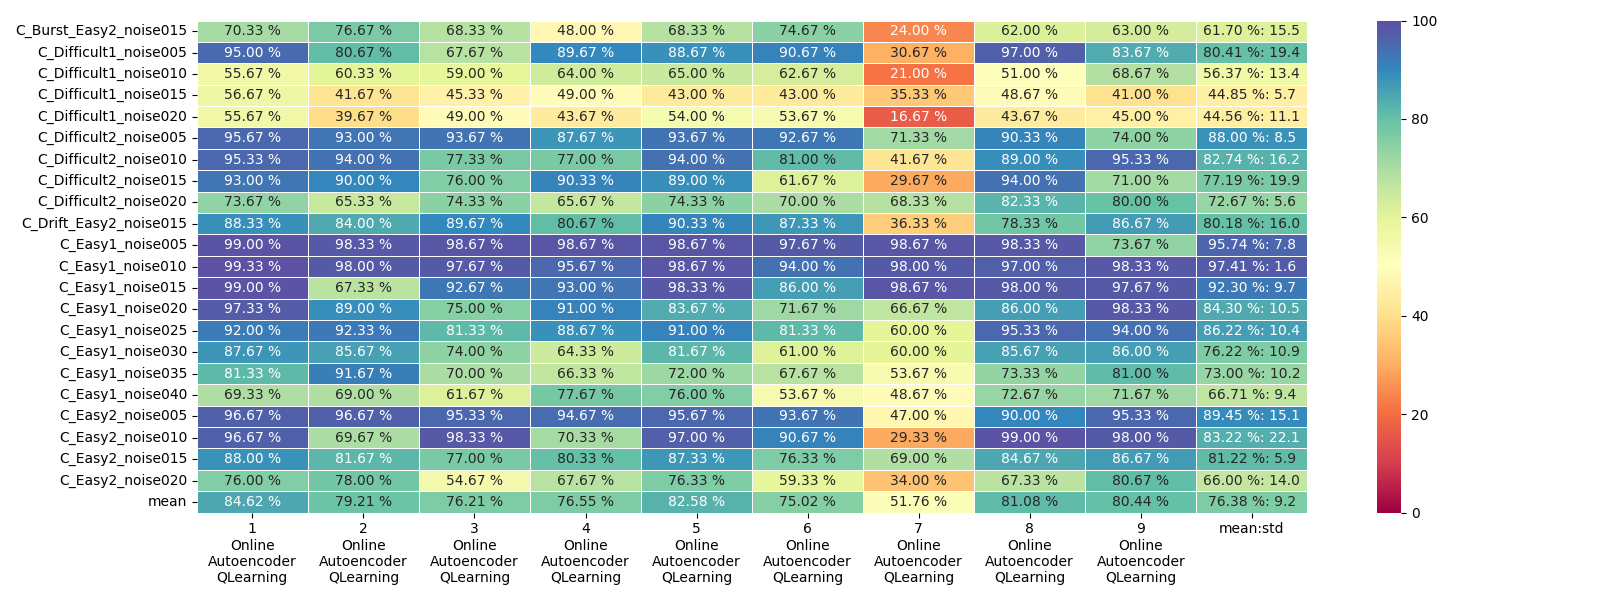 C_Burst_Easy2_noise015 70.33 % 76.67 % 68.33 % 48.00 % 68.33 % 74.67 % 24.00 % 62.00 % 63.00 % 61.70 %: 15.5
C_Difficult1_noise005 95.00 % 80.67 % 67.67 % 89.67 % 88.67 % 90.67 % 30.67 % 97.00 % 83.67 % 80.41 %: 19.4
C_Difficult1_noise010 55.67 % 60.33 % 59.00 % 64.00 % 65.00 % 62.67 % 21.00 % 51.00 % 68.67 % 56.37 %: 13.4
C_Difficult1_noise015 56.67 % 41.67 % 45.33 % 49.00 % 43.00 % 43.00 % 35.33 % 48.67 % 41.00 % 44.85 %: 5.7
C_Difficult1_noise020 55.67 % 39.67 % 49.00 % 43.67 % 54.00 % 53.67 % 16.67 % 43.67 % 45.00 % 44.56 %: 11.1
C_Difficult2_noise005 95.67 % 93.00 % 93.67 % 87.67 % 93.67 % 92.67 % 71.33 % 90.33 % 74.00 % 88.00 %: 8.5
C_Difficult2_noise010 95.33 % 94.00 % 77.33 % 77.00 % 94.00 % 81.00 % 41.67 % 89.00 % 95.33 % 82.74 %: 16.2
C_Difficult2_noise015 93.00 % 90.00 % 76.00 % 90.33 % 89.00 % 61.67 % 29.67 % 94.00 % 71.00 % 77.19 %: 19.9
C_Difficult2_noise020 73.67 % 65.33 % 74.33 % 65.67 % 74.33 % 70.00 % 68.33 % 82.33 % 80.00 % 72.67 %: 5.6
C_Drift_Easy2_noise015 88.33 % 84.00 % 89.67 % 80.67 % 90.33 % 87.33 % 36.33 % 78.33 % 86.67 % 80.18 %: 16.0
C_Easy1_noise005 99.00 % 98.33 % 98.67 % 98.67 % 98.67 % 97.67 % 98.67 % 98.33 % 73.67 % 95.74 %: 7.8
C_Easy1_noise010 99.33 % 98.00 % 97.67 % 95.67 % 98.67 % 94.00 % 98.00 % 97.00 % 98.33 % 97.41 %: 1.6
C_Easy1_noise015 99.00 % 67.33 % 92.67 % 93.00 % 98.33 % 86.00 % 98.67 % 98.00 % 97.67 % 92.30 %: 9.7
C_Easy1_noise020 97.33 % 89.00 % 75.00 % 91.00 % 83.67 % 71.67 % 66.67 % 86.00 % 98.33 % 84.30 %: 10.5
C_Easy1_noise025 92.00 % 92.33 % 81.33 % 88.67 % 91.00 % 81.33 % 60.00 % 95.33 % 94.00 % 86.22 %: 10.4
C_Easy1_noise030 87.67 % 85.67 % 74.00 % 64.33 % 81.67 % 61.00 % 60.00 % 85.67 % 86.00 % 76.22 %: 10.9
C_Easy1_noise035 81.33 % 91.67 % 70.00 % 66.33 % 72.00 % 67.67 % 53.67 % 73.33 % 81.00 % 73.00 %: 10.2
C_Easy1_noise040 69.33 % 69.00 % 61.67 % 77.67 % 76.00 % 53.67 % 48.67 % 72.67 % 71.67 % 66.71 %: 9.4
C_Easy2_noise005 96.67 % 96.67 % 95.33 % 94.67 % 95.67 % 93.67 % 47.00 % 90.00 % 95.33 % 89.45 %: 15.1
C_Easy2_noise010 96.67 % 69.67 % 98.33 % 70.33 % 97.00 % 90.67 % 29.33 % 99.00 % 98.00 % 83.22 %: 22.1
C_Easy2_noise015 88.00 % 81.67 % 77.00 % 80.33 % 87.33 % 76.33 % 69.00 % 84.67 % 86.67 % 81.22 %: 5.9
C_Easy2_noise020 76.00 % 78.00 % 54.67 % 67.67 % 76.33 % 59.33 % 34.00 % 67.33 % 80.67 % 66.00 %: 14.0
mean 84.62 % 79.21 % 76.21 % 76.55 % 82.58 % 75.02 % 51.76 % 81.08 % 80.44 % 76.38 %: 9.2
1 2 3 4 5 6 7 8 9 mean:std
Online Online Online Online Online Online Online Online Online
Autoencoder Autoencoder Autoencoder Autoencoder Autoencoder Autoencoder Autoencoder Autoencoder Autoencoder
QLearning QLearning QLearning QLearning QLearning QLearning QLearning QLearning QLearning
100
80
60
40
20
0